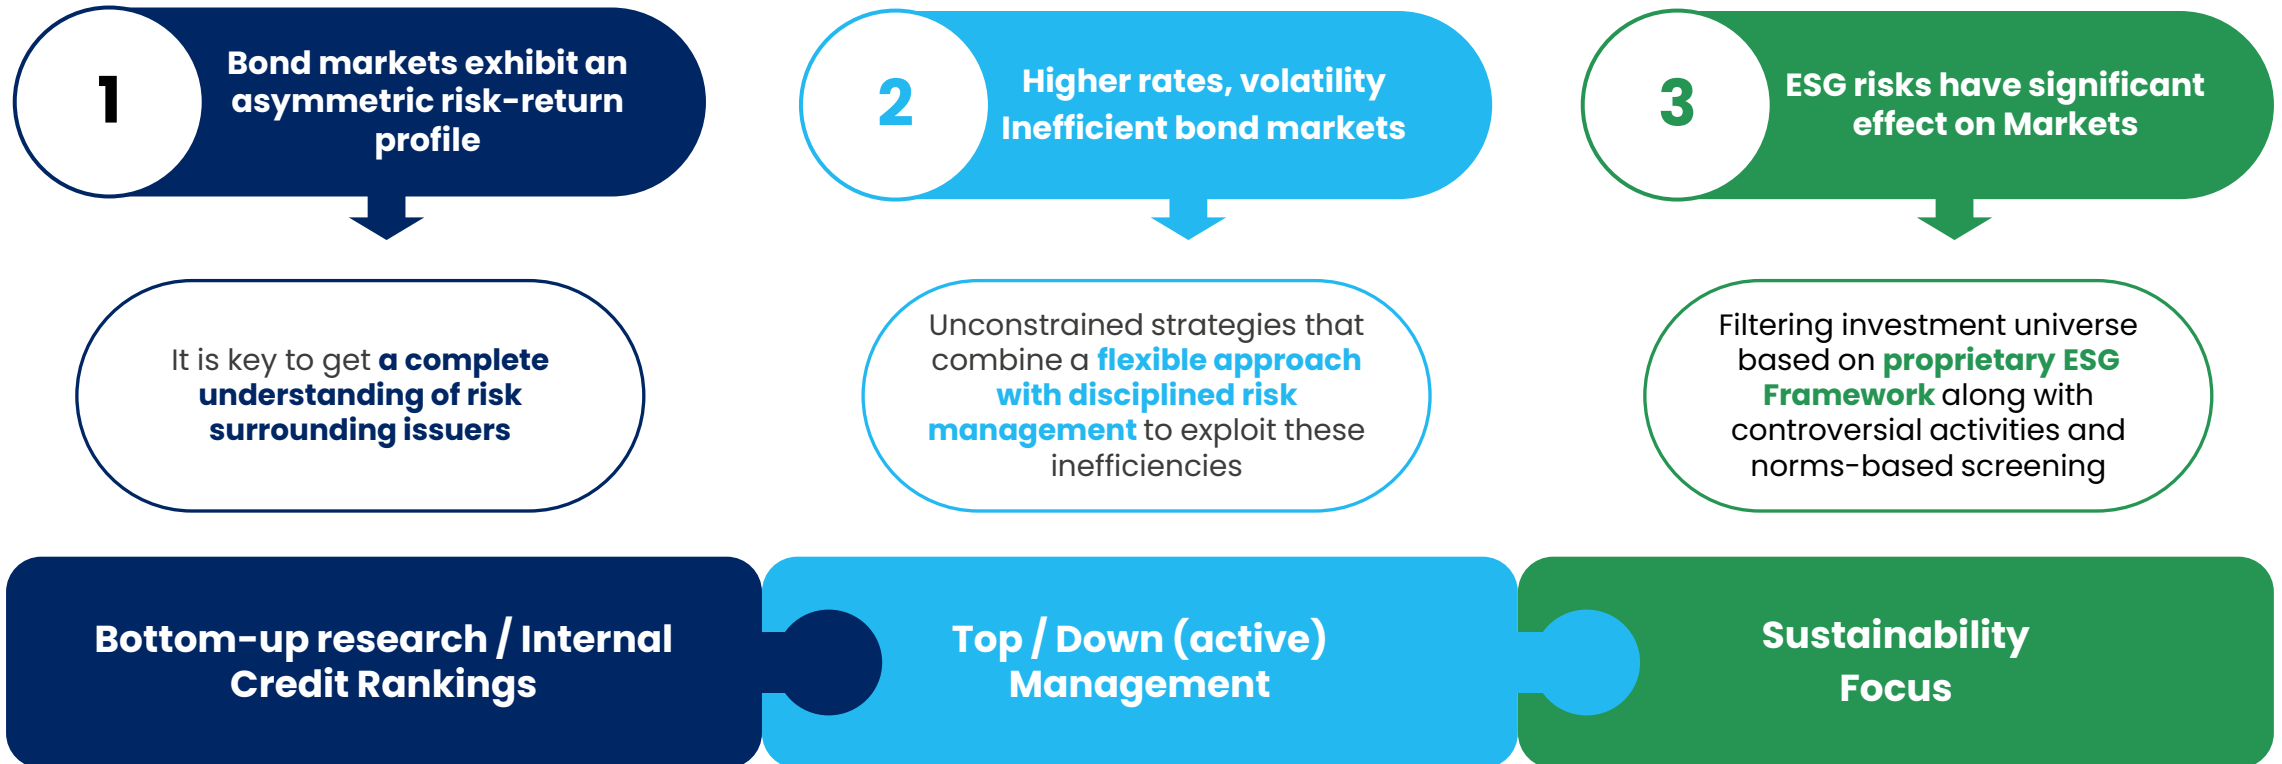 1
Bond markets exhibit an
asymmetric risk-return
profile
2
Higher rates, volatility
Inefficient bond markets
3
ESG risks have significant
effect on Markets
It is key to get a complete
understanding of risk
surrounding issuers
Unconstrained strategies that
combine a flexible approach
with disciplined risk
management to exploit these
inefficiencies
Filtering investment universe
based on proprietary ESG
Framework along with
controversial activities and
norms-based screening
Bottom-up research / Internal
Credit Rankings
Top / Down (active)
Management
Sustainability
Focus